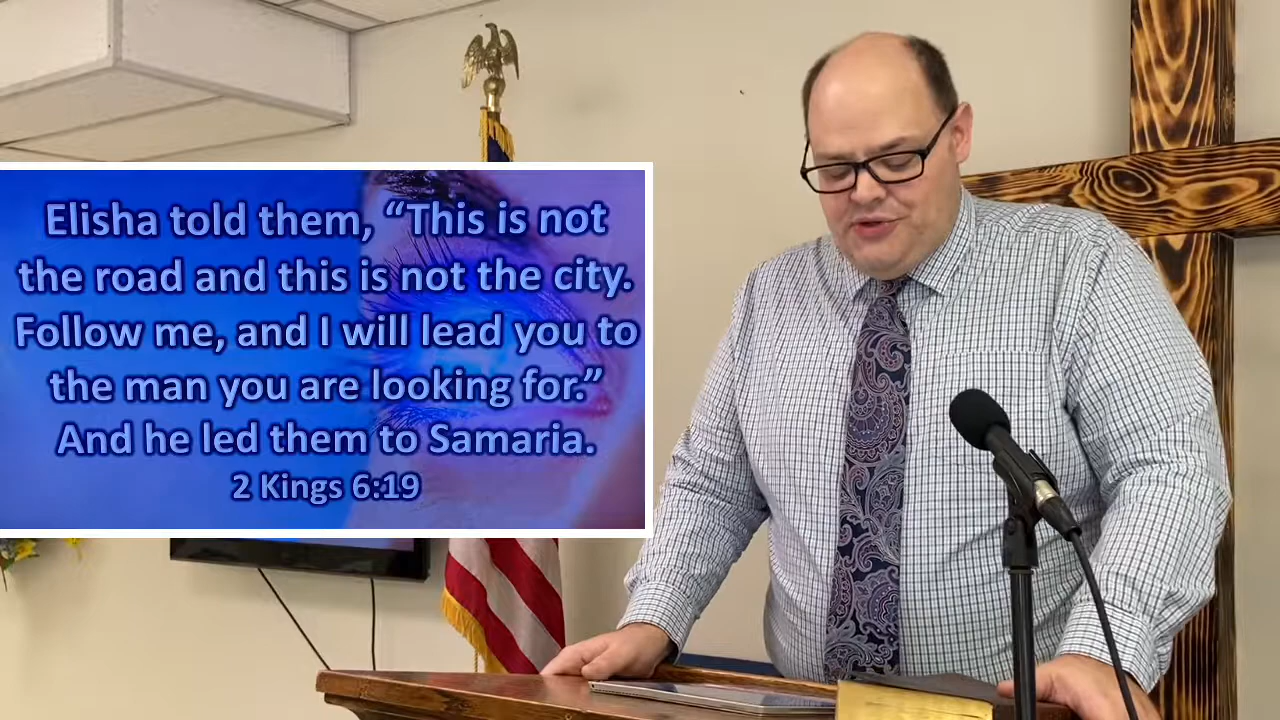 Elisha told them, “This is not
the road and this is not the city.
Follow me, and I will lead you to
the man you are looking for.”
And he led them to Samaria.
2 Kings 6:19